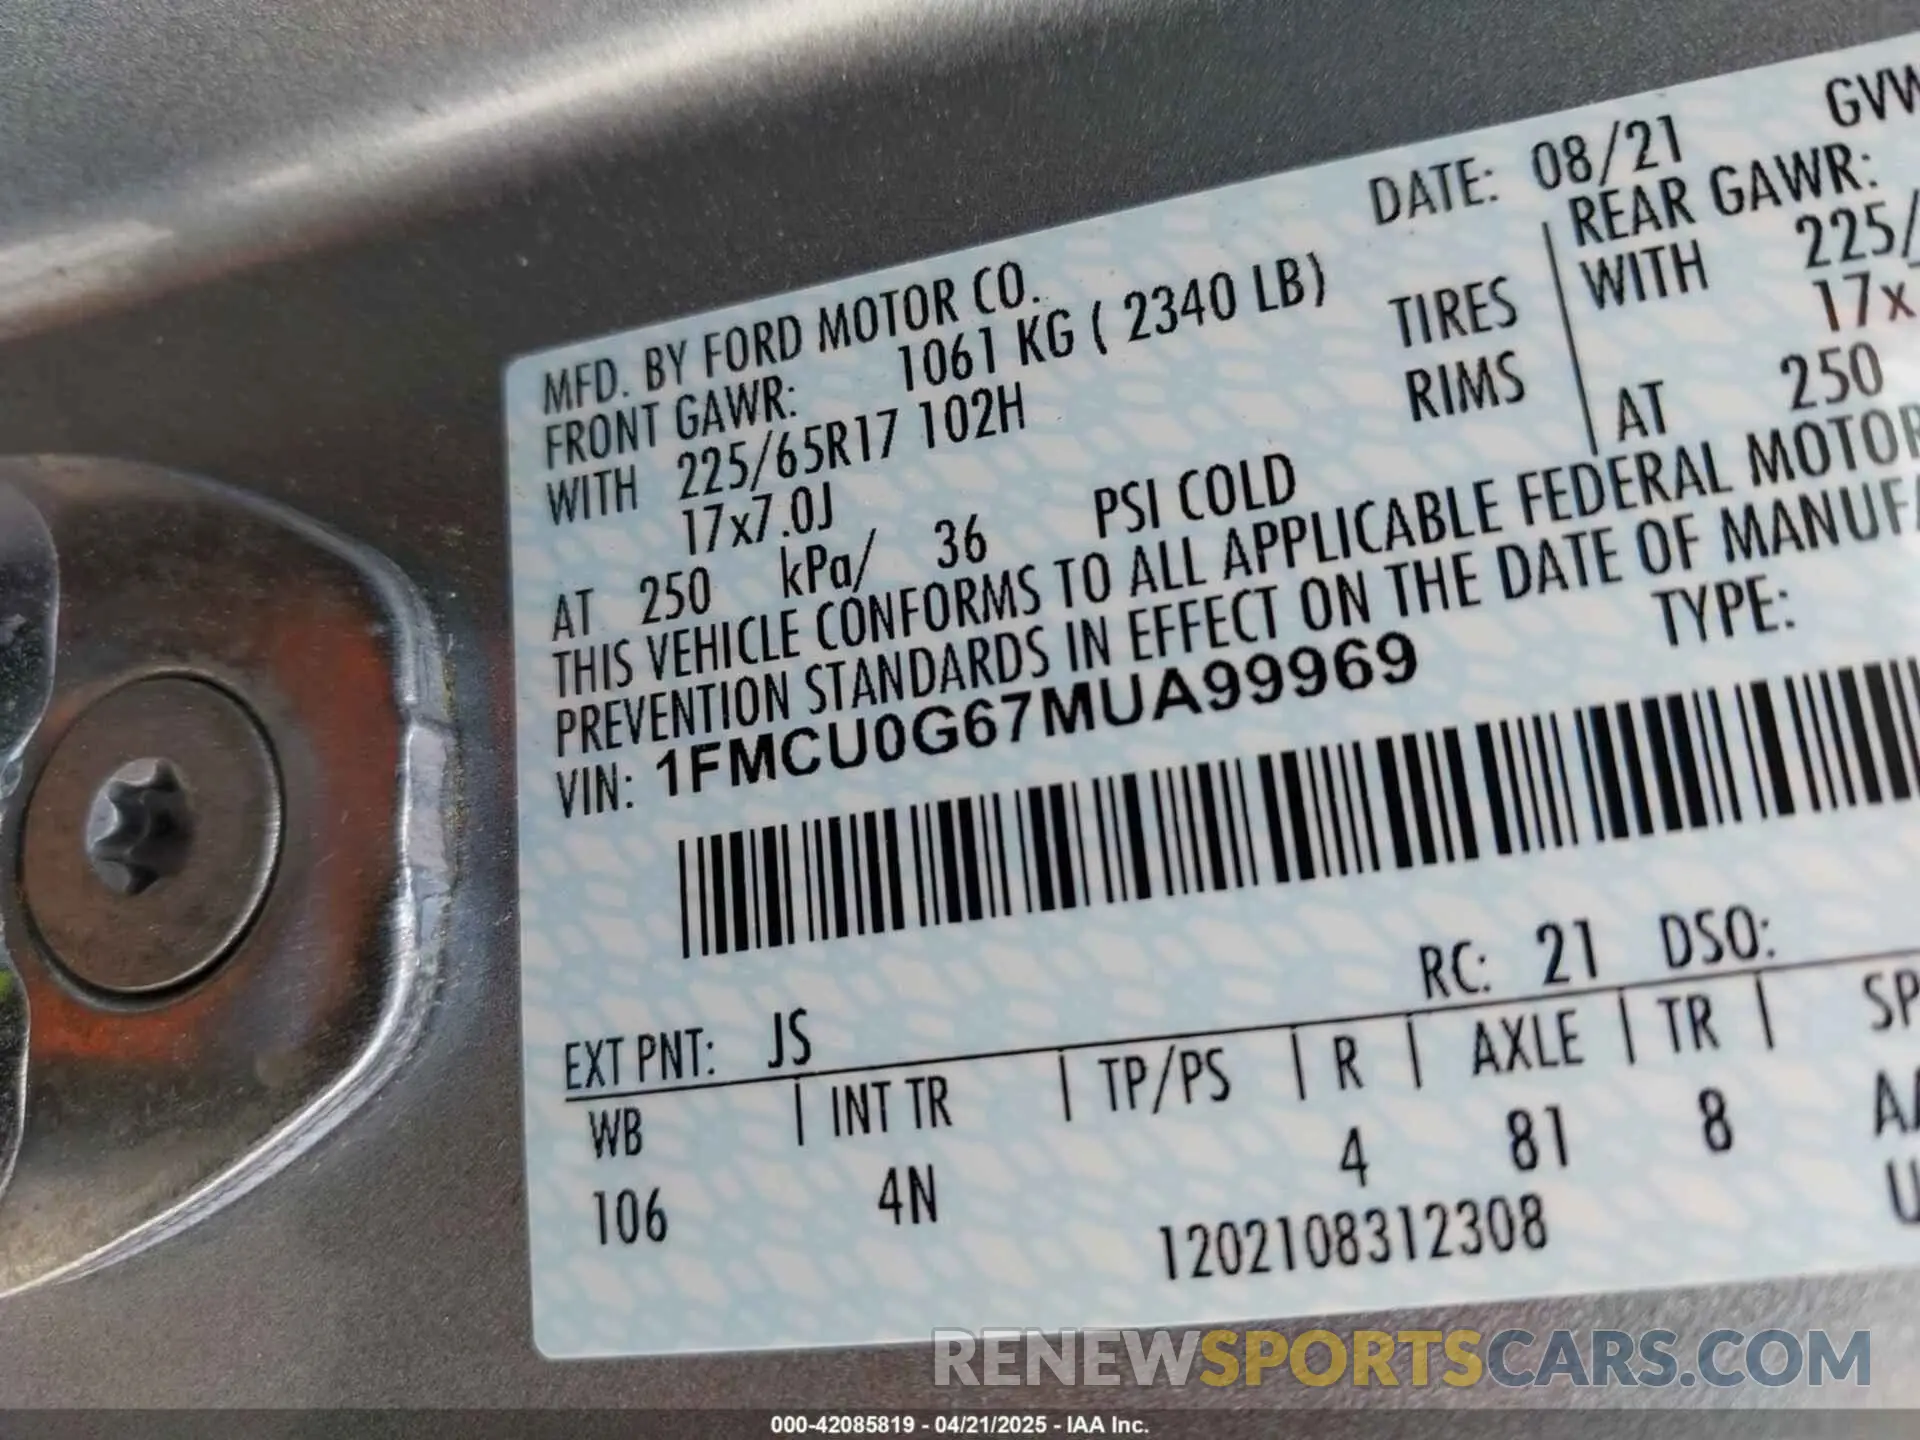 DATE: 08/21 GVW
MFD. BY FORD MOTOR CO.
FRONT GAWR: 1061 KG ( 2340 LB) REAR GAWR:
WITH 225/65R17 102H TIRES WITH 225/
17x7.0J RIMS 17x
AT 250 kPa/ 36 PSI COLD AT 250
THIS VEHICLE CONFORMS TO ALL APPLICABLE FEDERAL MOTOR
PREVENTION STANDARDS IN EFFECT ON THE DATE OF MANUFA
VIN: 1FMCU0G67MUA99969 TYPE:
EXT PNT: JS RC: 21 DSO:
WB | INT TR | TP/PS | R | AXLE | TR | SP
106 4N 4 81 8 AA
1202108312308 U
RENEWSPORTSCARS.COM
000-42085819 - 04/21/2025 - IAA Inc.